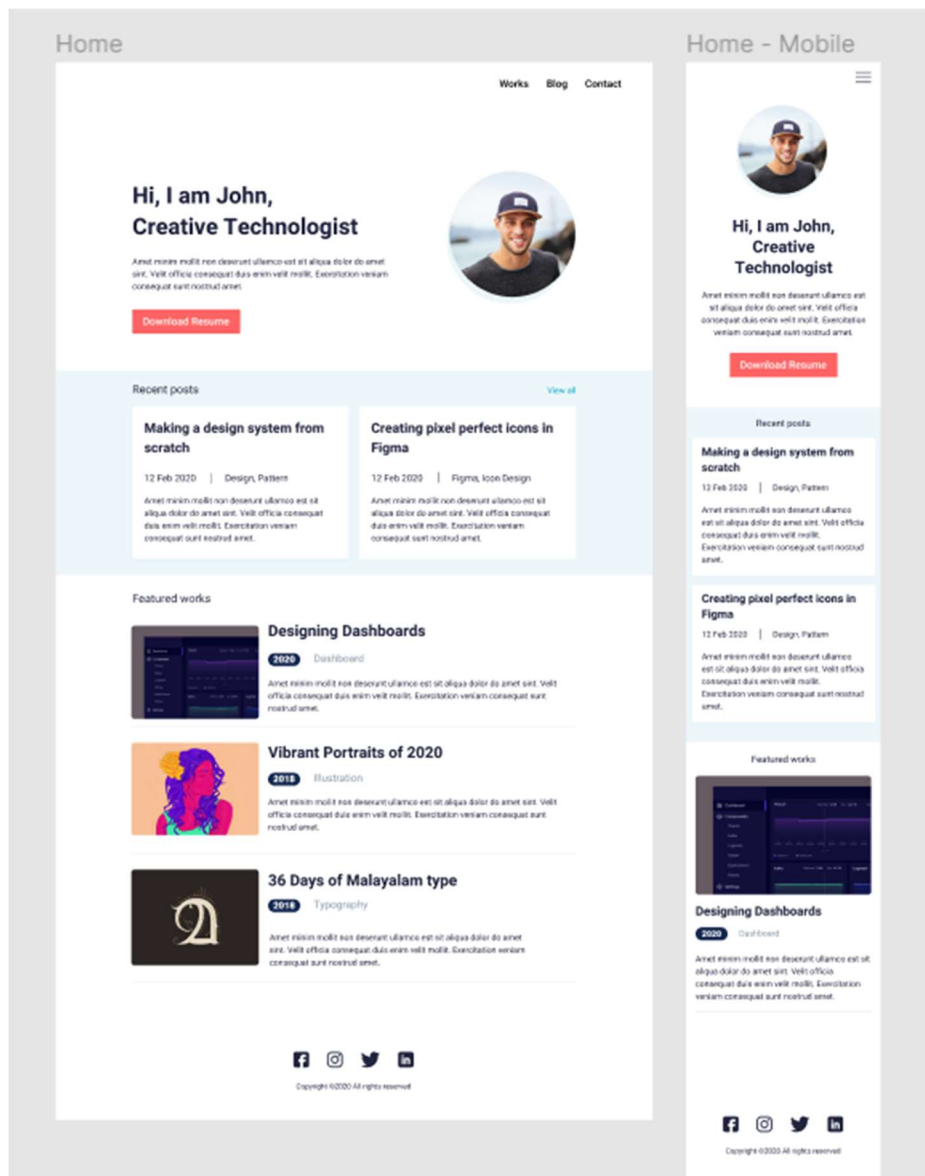 Home
Works Blog Contact
Hi, I am John,
Creative Technologist
Amet minim mollit non deserunt ullamco est sit aliqua dolor do amet
sint. Velit officia consequat duis enim velit mollit. Exercitation veniam
consequat sunt nostrud amet.
Download Resume
Recent posts
View all
Making a design system from
scratch
12 Feb 2020 | Design, Pattern
Amet minim mollit non deserunt ullamco est sit
aliqua dolor do amet sint. Velit officia consequat
duis enim velit mollit. Exercitation veniam
consequat sunt nostrud amet.
Creating pixel perfect icons in
Figma
12 Feb 2020 | Figma, Icon Design
Amet minim mollit non deserunt ullamco est sit
aliqua dolor do amet sint. Velit officia consequat
duis enim velit mollit. Exercitation veniam
consequat sunt nostrud amet.
Featured works
Designing Dashboards
2020 Dashboard
Amet minim mollit non deserunt ullamco est sit aliqua dolor do amet sint. Velit
officia consequat duis enim velit mollit. Exercitation veniam consequat sunt
nostrud amet.
Vibrant Portraits of 2020
2018 Illustration
Amet minim mollit non deserunt ullamco est sit aliqua dolor do amet sint. Velit
officia consequat duis enim velit mollit. Exercitation veniam consequat sunt
nostrud amet.
36 Days of Malayalam type
2018 Typography
Amet minim mollit non deserunt ullamco est sit aliqua dolor do amet
sint. Velit officia consequat duis enim velit mollit. Exercitation veniam
consequat sunt nostrud amet.
Copyright ©2020 All rights reserved
Home - Mobile
Hi, I am John,
Creative
Technologist
Amet minim mollit non deserunt ullamco est
sit aliqua dolor do amet sint. Velit officia
consequat duis enim velit mollit. Exercitation
veniam consequat sunt nostrud amet.
Download Resume
Recent posts
Making a design system from
scratch
12 Feb 2020 | Design, Pattern
Amet minim mollit non deserunt ullamco
est sit aliqua dolor do amet sint. Velit officia
consequat duis enim velit mollit.
Exercitation veniam consequat sunt nostrud
amet.
Creating pixel perfect icons in
Figma
12 Feb 2020 | Design, Pattern
Amet minim mollit non deserunt ullamco
est sit aliqua dolor do amet sint. Velit officia
consequat duis enim velit mollit.
Exercitation veniam consequat sunt nostrud
amet.
Featured works
Dashboard
Components
Designing Dashboards
2020 Dashboard
Amet minim mollit non deserunt ullamco est sit
aliqua dolor do amet sint. Velit officia
consequat duis enim velit mollit. Exercitation
veniam consequat sunt nostrud amet.
Copyright ©2020 All rights reserved